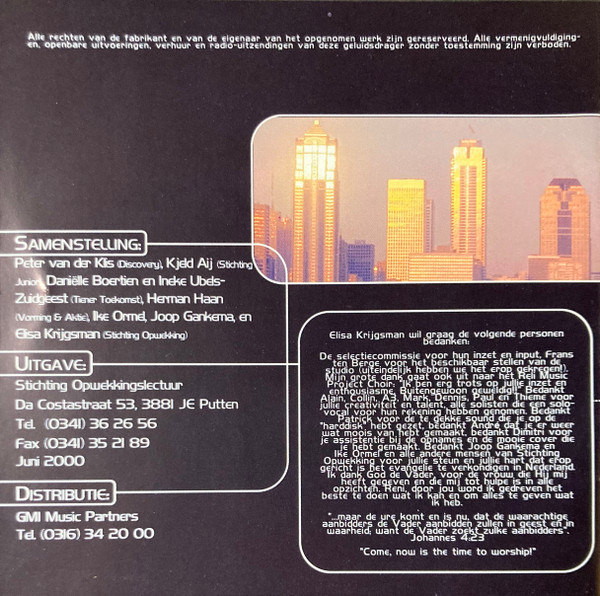 Alle rechten van de fabrikant en van de eigenaar van het opgenomen werk zijn gereserveerd. Alle vermenigvuldiging-
en, openbare uitvoeringen, verhuur en radio-uitzendingen van deze geluidsdrager zonder toestemming zijn verboden.
SAMENSTELLING:
Peter van der Klis (Discovery), Kjeld Aij (Stichting
Junior), Daniëlle Boertien en Ineke Ubels-
Zuidgeest (Tiener Toekomst), Herman Haan
(Vorming & Aktie), Ike Ormel, Joop Gankema, en
Elisa Krijgsman (Stichting Opwekking)
UITGAVE:
Stichting Opwekkingslectuur
Da Costastraat 53, 3881 JE Putten
Tel. (0341) 36 26 56
Fax (0341) 35 21 89
Juni 2000
DISTRIBUTIE:
GMI Music Partners
Tel. (0316) 34 20 00
Elisa Krijgsman wil graag de volgende personen
bedanken:
De selectiecommissie voor hun inzet en input, Frans
ten Berge voor het beschikbaar stellen van de
studio (uiteindelijk hebben we het erop gekregen!).
Mijn grote dank gaat ook uit naar het Reli Music
Project Choir: "Ik ben erg trots op jullie inzet en
enthousiasme. Buitengewoon geweldig!". Bedankt
Alain, Collin, A3, Mark, Dennis, Paul en Thieme voor
jullie creativiteit en talent, alle solisten die een solo-
vocal voor hun rekening hebben genomen. Bedankt
Patrick voor de te gekke sound die je op de
"harddisk" hebt gezet, bedankt André dat je er weer
wat moois van hebt gemaakt, bedankt Dimitri voor
je assistentie bij de opnames en de mooie cover die
je hebt gemaakt. Bedankt Joop Gankema en
Ike Ormel en alle andere mensen van Stichting
Opwekking voor jullie steun en jullie hart dat erop
gericht is het evangelie te verkondigen in Nederland.
Ik dank God de Vader, voor de vrouw die Hij mij
heeft gegeven en die mij tot hulpe is in alle
opzichten. Reni, door jou word ik gedreven het
beste te doen wat ik kan en om alles te geven wat
ik heb.
"...maar de ure komt en is nu, dat de waarachtige
aanbidders de Vader aanbidden zullen in geest en in
waarheid; want de Vader zoekt zulke aanbidders".
Johannes 4:23
"Come, now is the time to worship!"